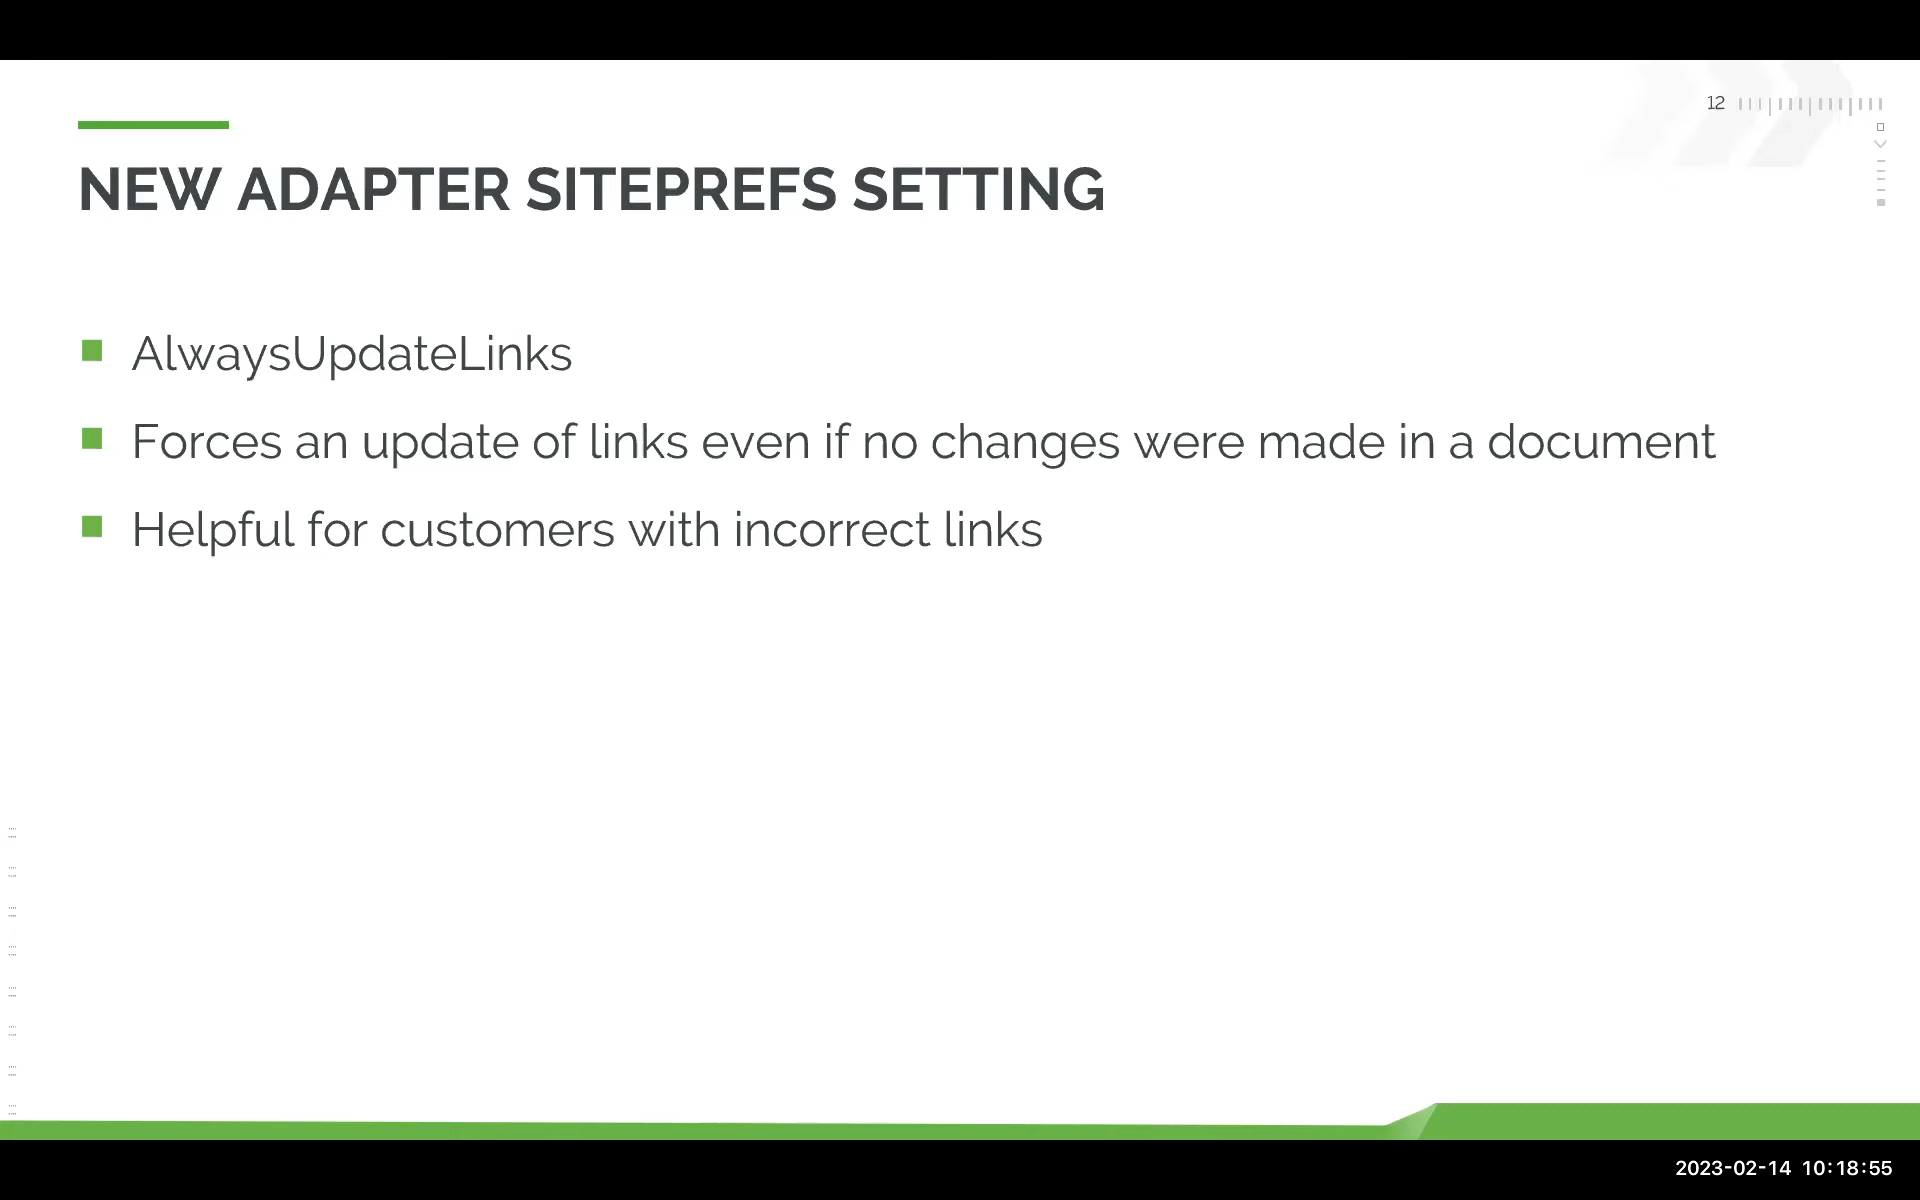 12
NEW ADAPTER SITEPREFS SETTING
AlwaysUpdateLinks
Forces an update of links even if no changes were made in a document
Helpful for customers with incorrect links
2023-02-14 10:18:55